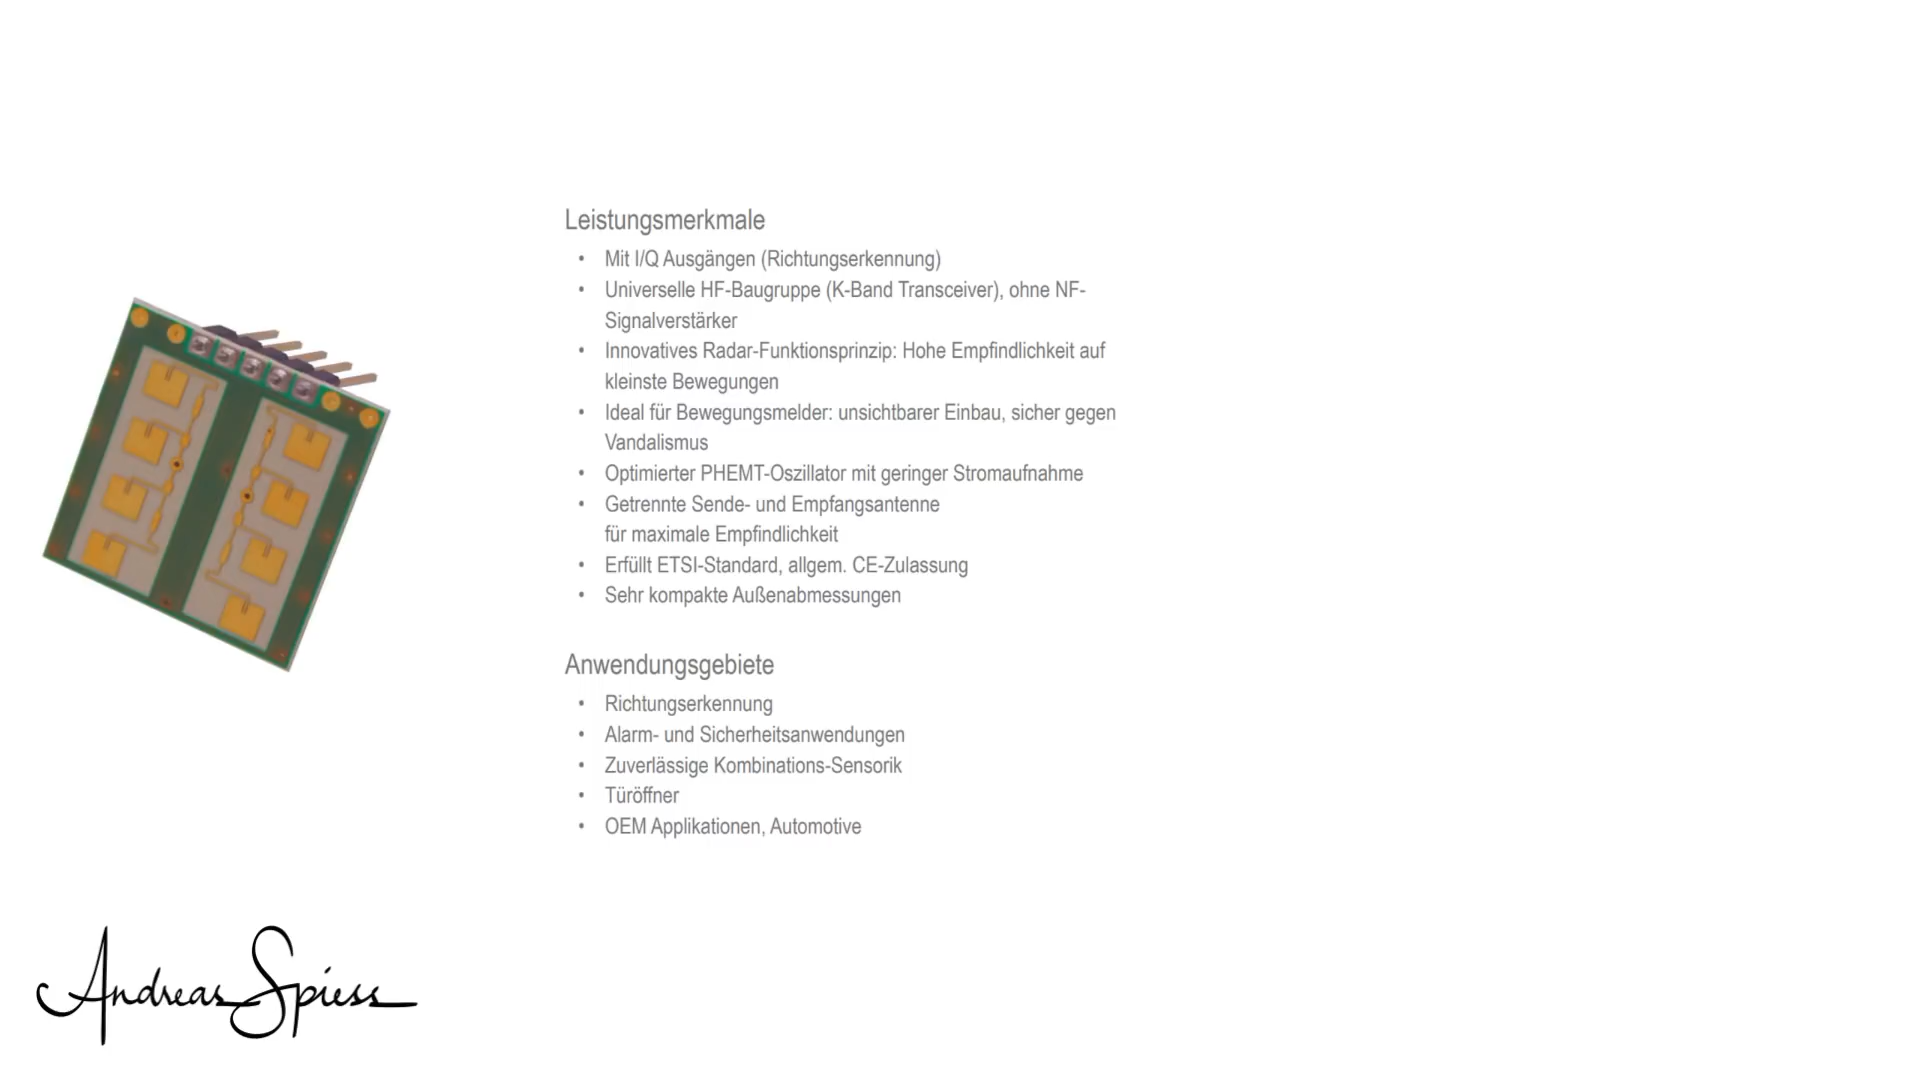 Leistungsmerkmale
• Mit I/Q Ausgängen (Richtungserkennung)
• Universelle HF-Baugruppe (K-Band Transceiver), ohne NF-
Signalverstärker
• Innovatives Radar-Funktionsprinzip: Hohe Empfindlichkeit auf
kleinste Bewegungen
• Ideal für Bewegungsmelder: unsichtbarer Einbau, sicher gegen
Vandalismus
• Optimierter PHEMT-Oszillator mit geringer Stromaufnahme
• Getrennte Sende- und Empfangsantenne
für maximale Empfindlichkeit
• Erfüllt ETSI-Standard, allgem. CE-Zulassung
• Sehr kompakte Außenabmessungen
Anwendungsgebiete
• Richtungserkennung
• Alarm- und Sicherheitsanwendungen
• Zuverlässige Kombinations-Sensorik
• Türöffner
• OEM Applikationen, Automotive
Andreas Spiess